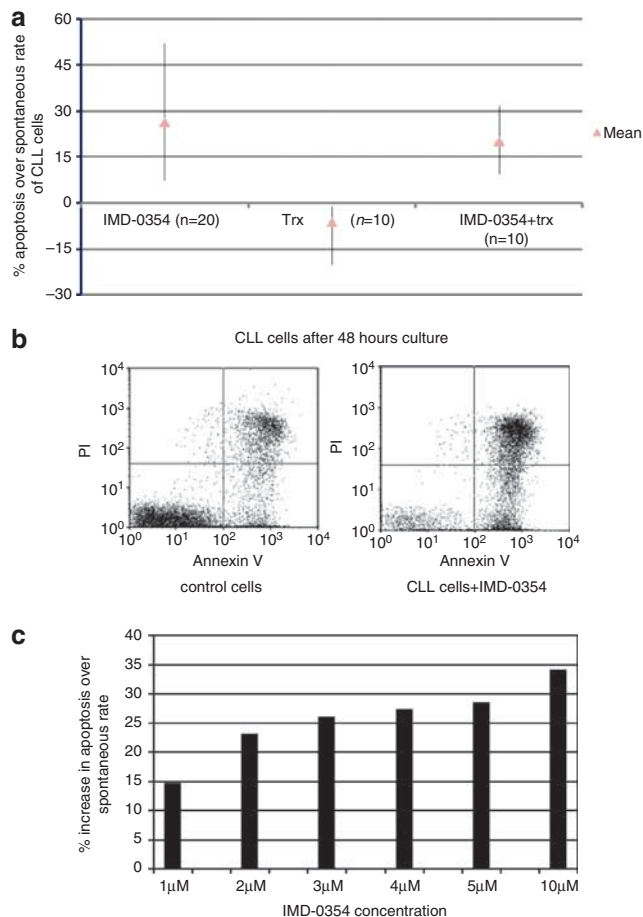 a
% apoptosis over spontaneous rate
of CLL cells
60
45
30
15
0
−15
−30
IMD-0354 (n=20)
Trx (n=10)
IMD-0354+trx
(n=10)
Mean
b
CLL cells after 48 hours culture
PI
10⁴
10³
10²
10¹
10⁰
10⁰ 10¹ 10² 10³ 10⁴
Annexin V
control cells
PI
10⁴
10³
10²
10¹
10⁰
10⁰ 10¹ 10² 10³ 10⁴
Annexin V
CLL cells+IMD-0354
c
% increase in apoptosis over
spontaneous rate
40
35
30
25
20
15
10
5
0
1µM 2µM 3µM 4µM 5µM 10µM
IMD-0354 concentration